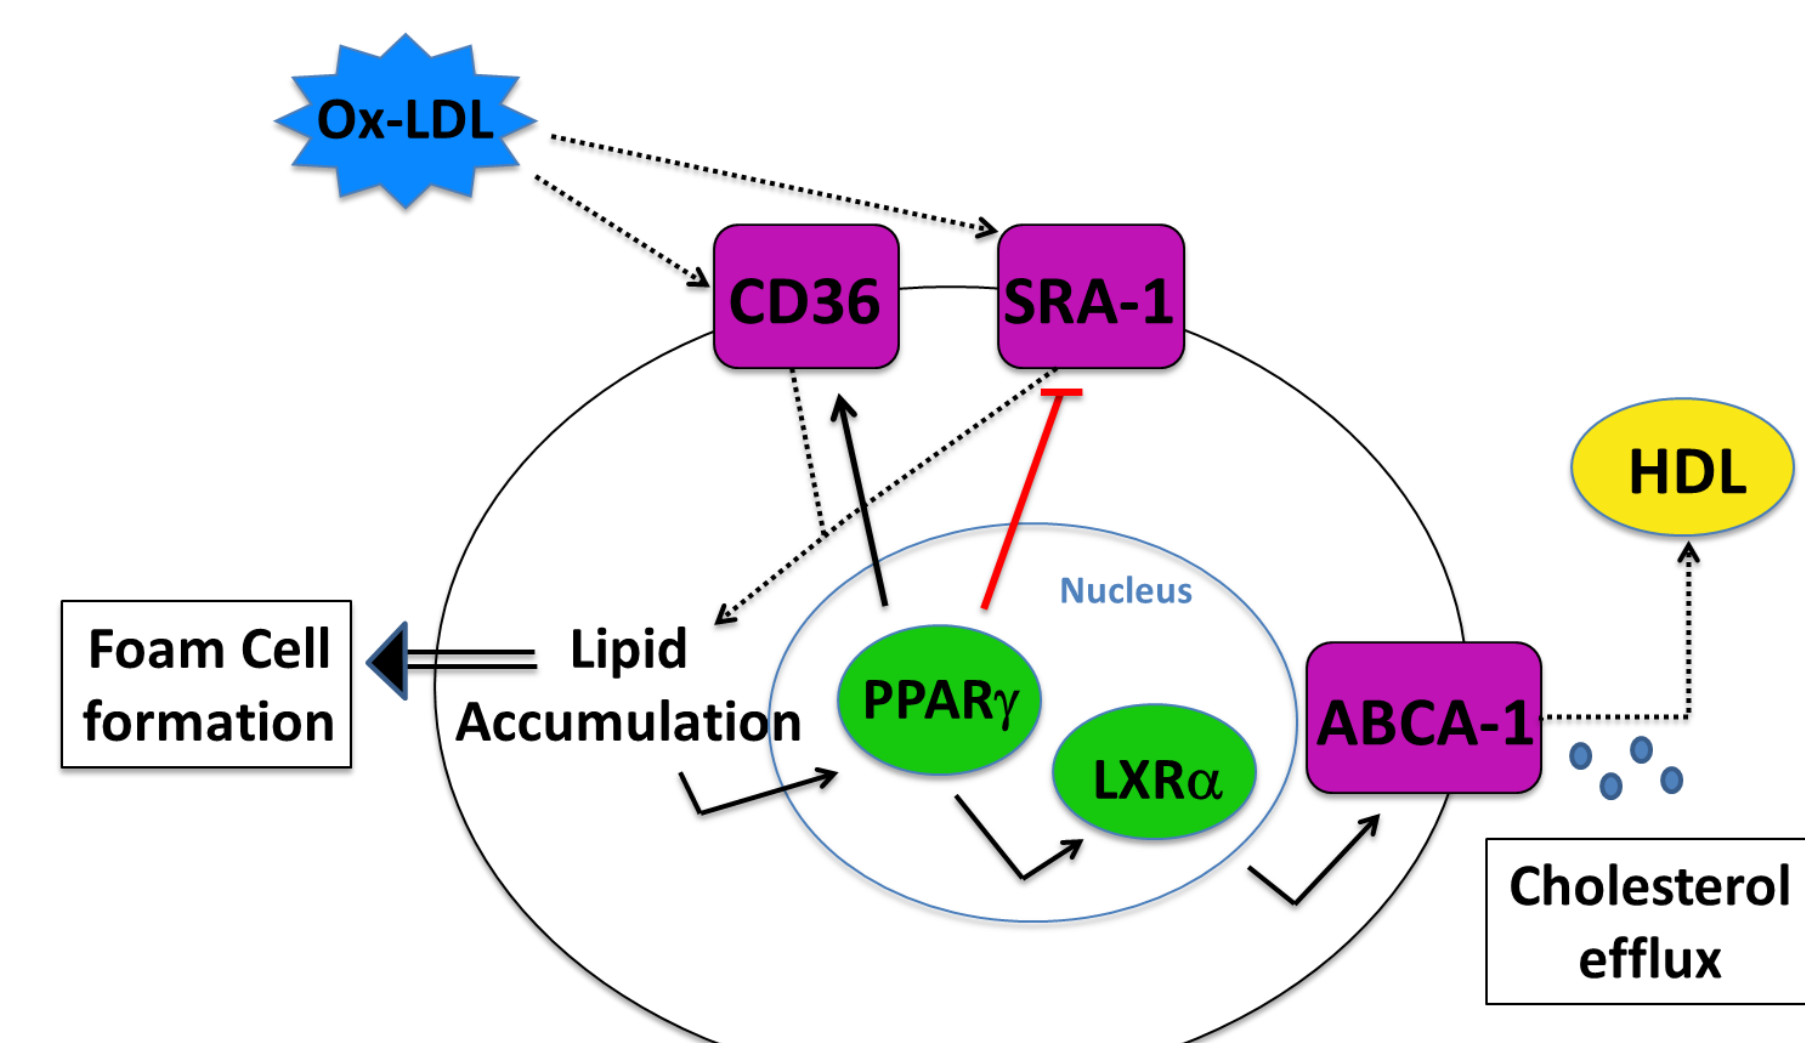 Ox-LDL
CD36
SRA-1
HDL
Nucleus
Foam Cell
formation
Lipid
Accumulation
PPARγ
LXRα
ABCA-1
Cholesterol
efflux